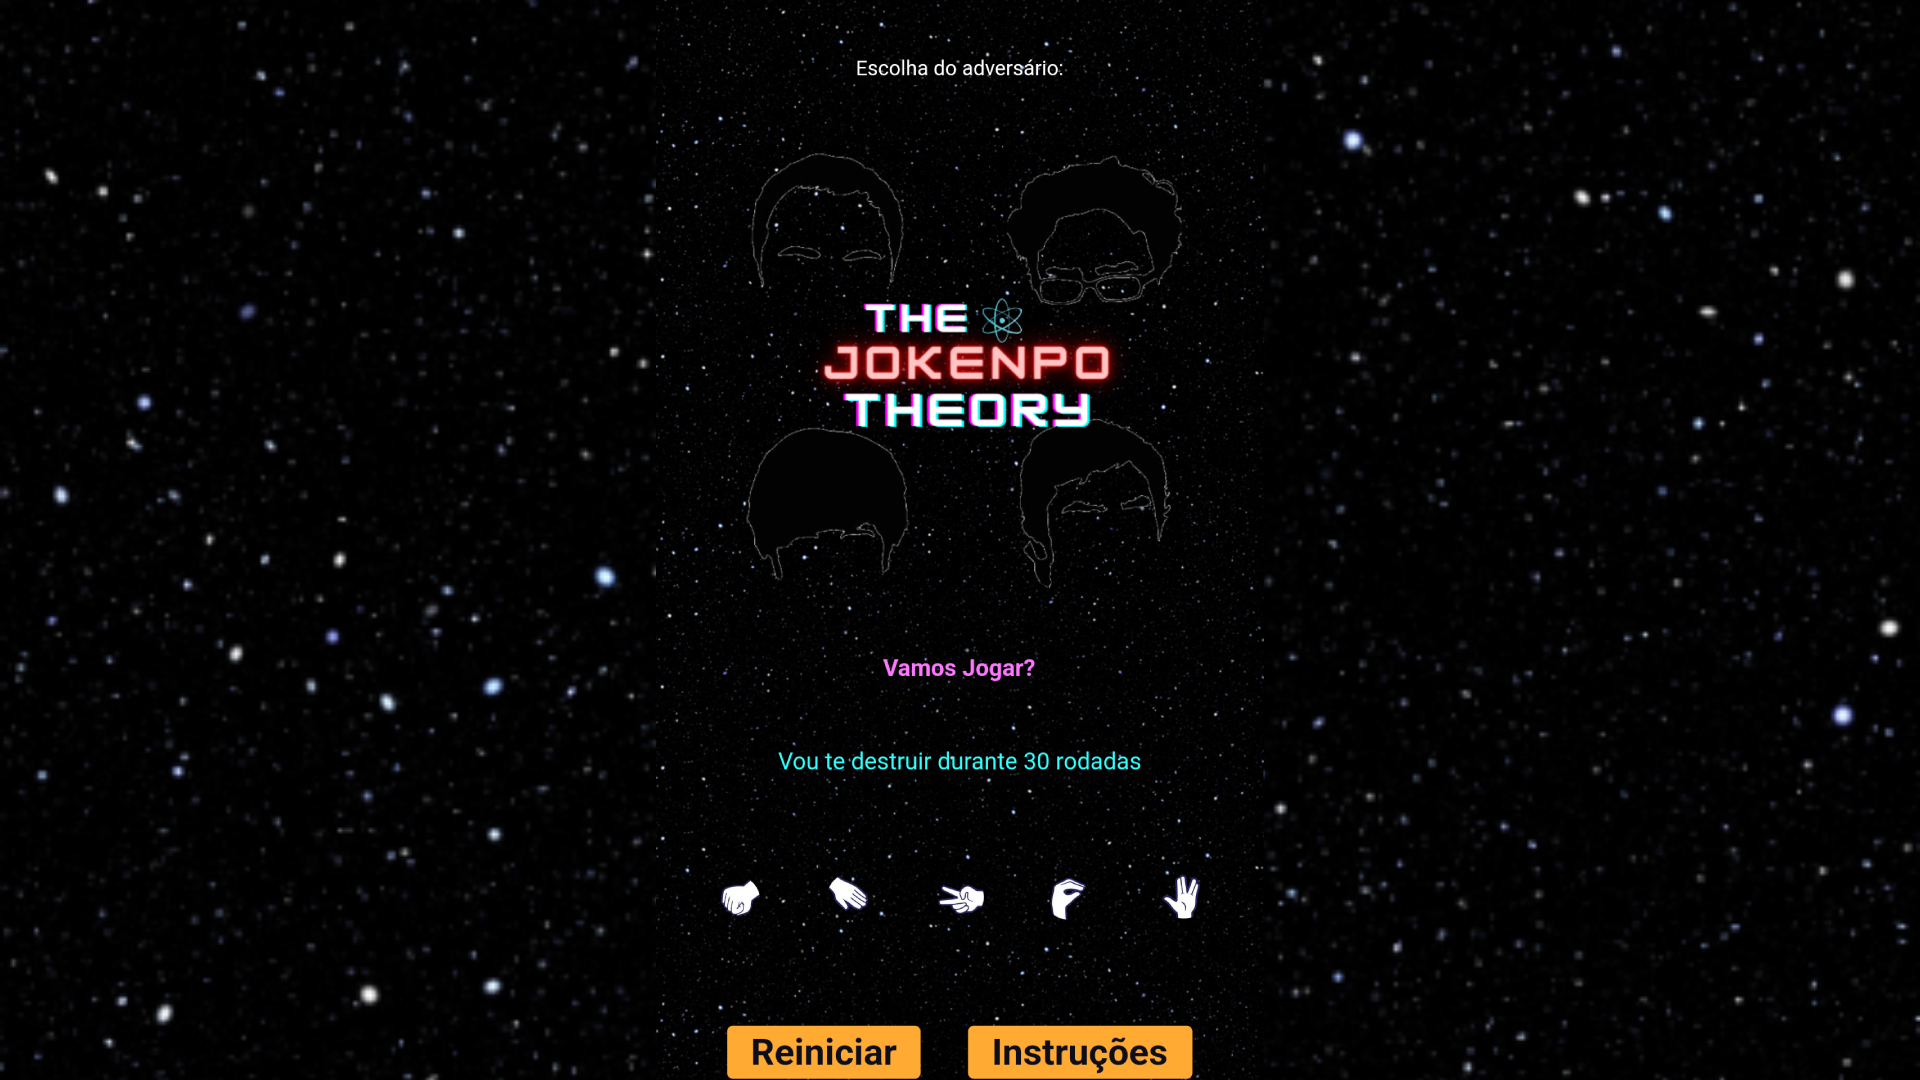 Escolha do adversário:
THE
JOKENPO
THEORY
Vamos Jogar?
Vou te destruir durante 30 rodadas
Reiniciar
Instruções